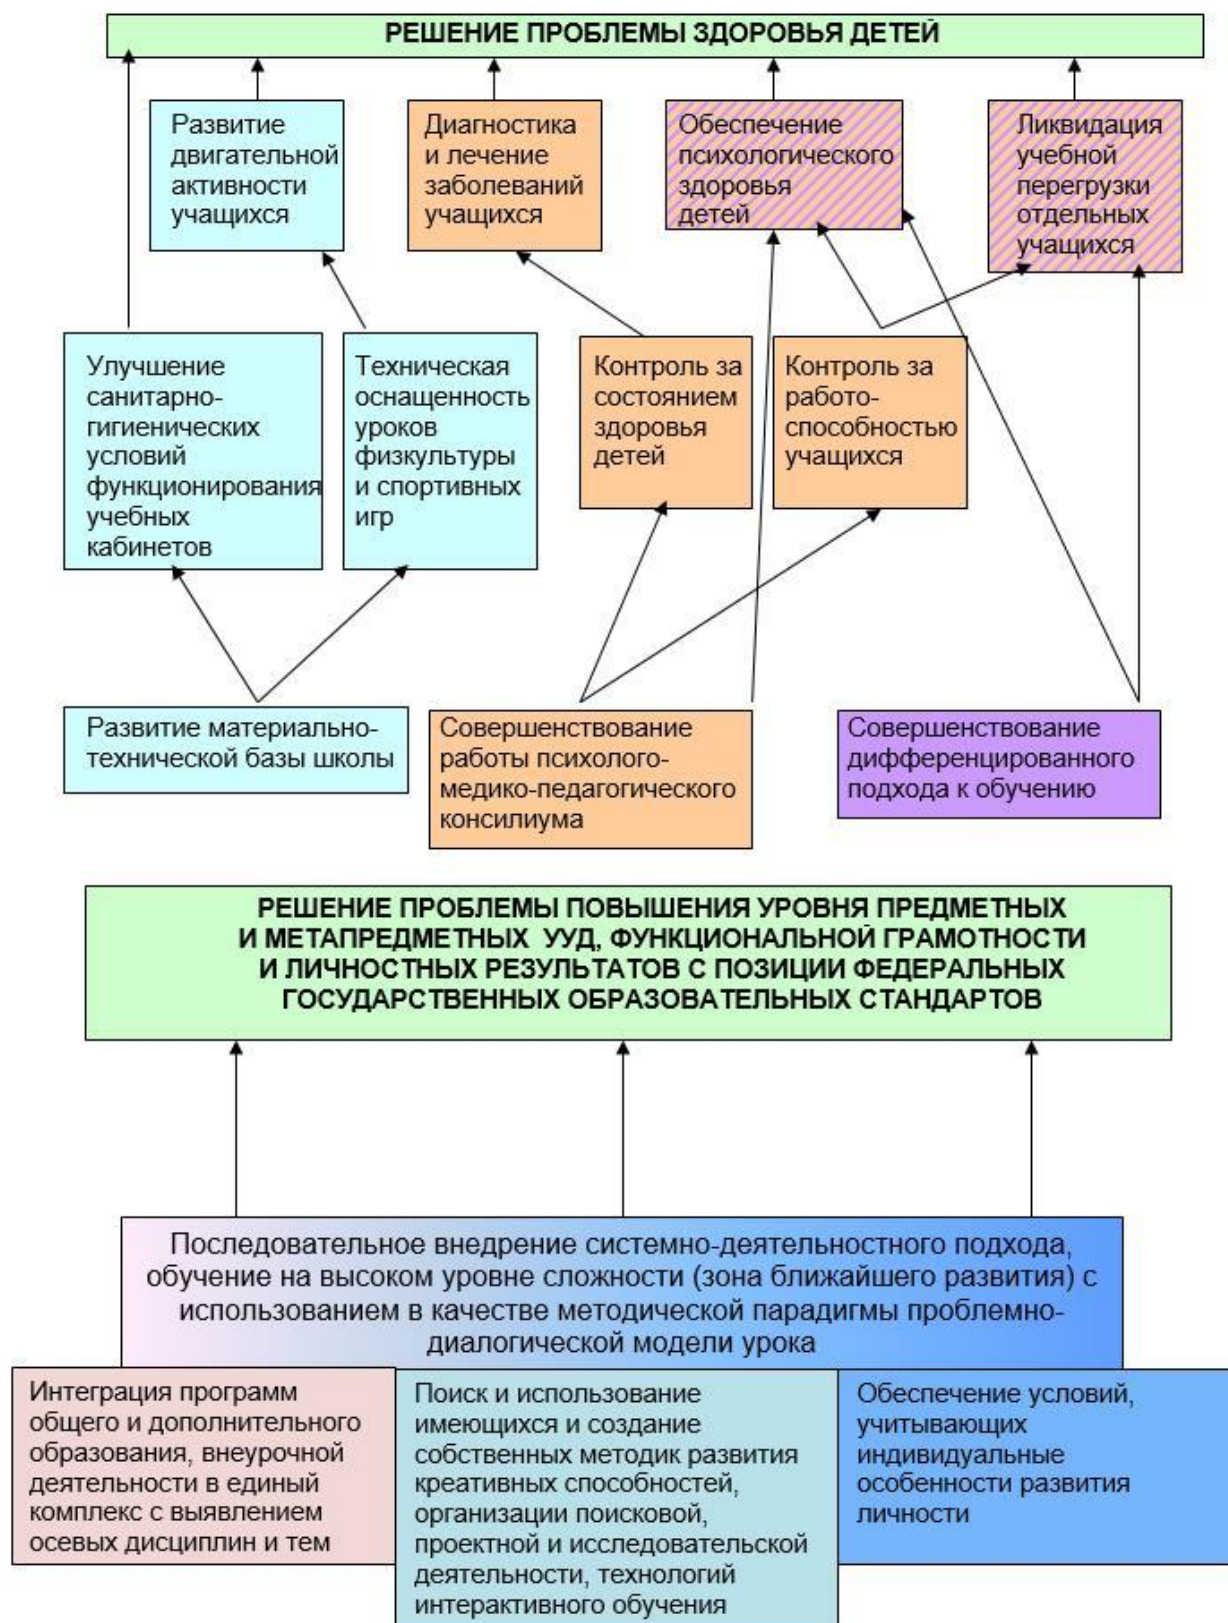 РЕШЕНИЕ ПРОБЛЕМЫ ЗДОРОВЬЯ ДЕТЕЙ
Развитие
двигательной
активности
учащихся
Диагностика
и лечение
заболеваний
учащихся
Обеспечение
психологического
здоровья
детей
Ликвидация
учебной
перегрузки
отдельных
учащихся
Улучшение
санитарно-
гигиенических
условий
функционирования
учебных
кабинетов
Техническая
оснащенность
уроков
физкультуры
и спортивных
игр
Контроль за
состоянием
здоровья
детей
Контроль за
работо-
способностью
учащихся
Развитие материально-
технической базы школы
Совершенствование
работы психолого-
медико-педагогического
консилиума
Совершенствование
дифференцированного
подхода к обучению
РЕШЕНИЕ ПРОБЛЕМЫ ПОВЫШЕНИЯ УРОВНЯ ПРЕДМЕТНЫХ
И МЕТАПРЕДМЕТНЫХ УУД, ФУНКЦИОНАЛЬНОЙ ГРАМОТНОСТИ
И ЛИЧНОСТНЫХ РЕЗУЛЬТАТОВ С ПОЗИЦИИ ФЕДЕРАЛЬНЫХ
ГОСУДАРСТВЕННЫХ ОБРАЗОВАТЕЛЬНЫХ СТАНДАРТОВ
Последовательное внедрение системно-деятельностного подхода,
обучение на высоком уровне сложности (зона ближайшего развития) с
использованием в качестве методической парадигмы проблемно-
диалогической модели урока
Интеграция программ
общего и дополнительного
образования, внеурочной
деятельности в единый
комплекс с выявлением
осевых дисциплин и тем
Поиск и использование
имеющихся и создание
собственных методик развития
креативных способностей,
организации поисковой,
проектной и исследовательской
деятельности, технологий
интерактивного обучения
Обеспечение условий,
учитывающих
индивидуальные
особенности развития
личности